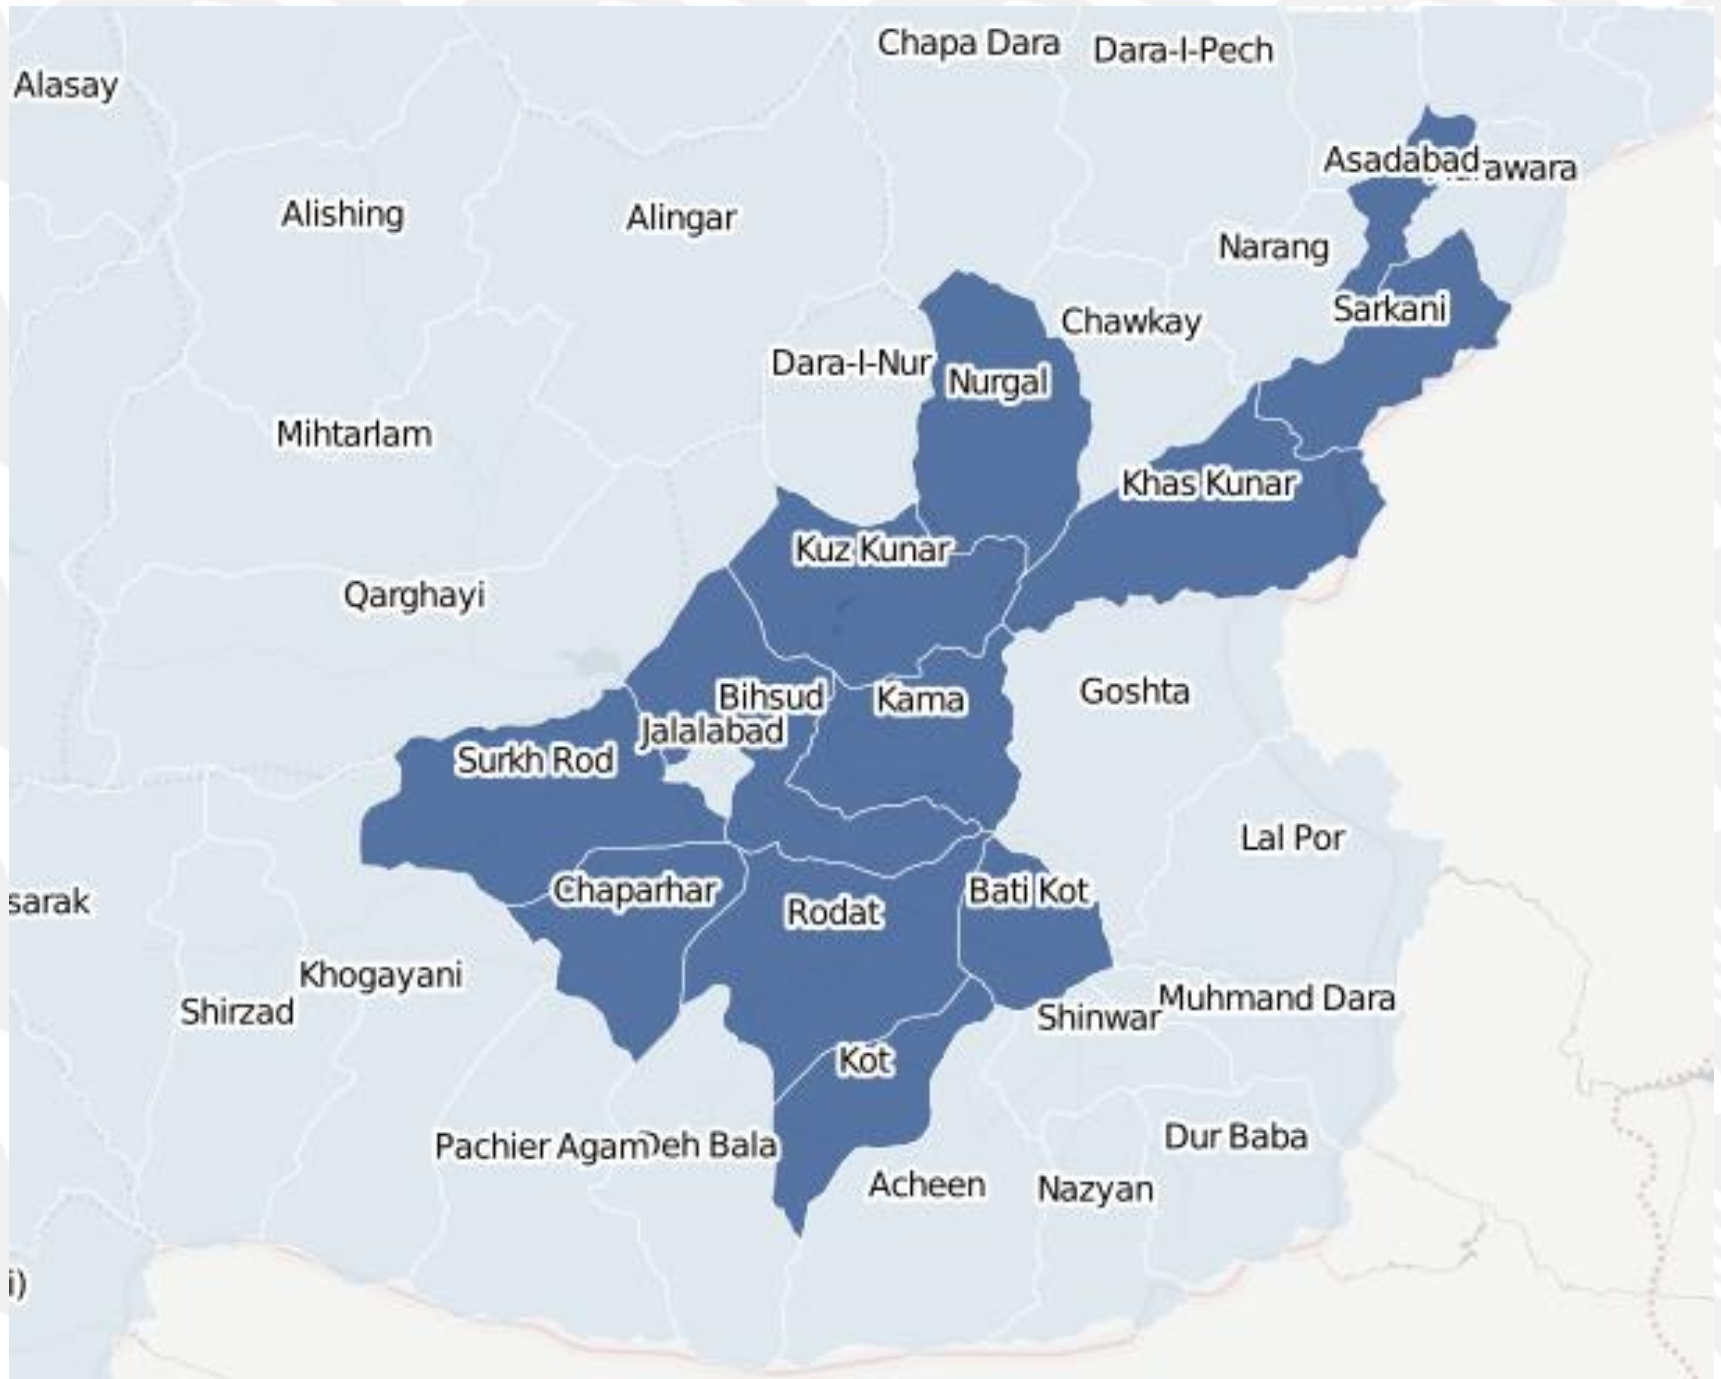 Chapa Dara
Dara-I-Pech
Alasay
Asadabad
awara
Alishing
Alingar
Narang
Sarkani
Chawkay
Dara-I-Nur
Nurgal
Mihtarlam
Khas Kunar
Kuz Kunar
Qarghayi
Bihsud
Kama
Goshta
Jalalabad
Surkh Rod
Lal Por
Chaparhar
Bati Kot
sarak
Rodat
Khogayani
Muhmand Dara
Shirzad
Shinwar
Kot
Dur Baba
Pachier Agam
Deh Bala
Acheen
Nazyan
i)